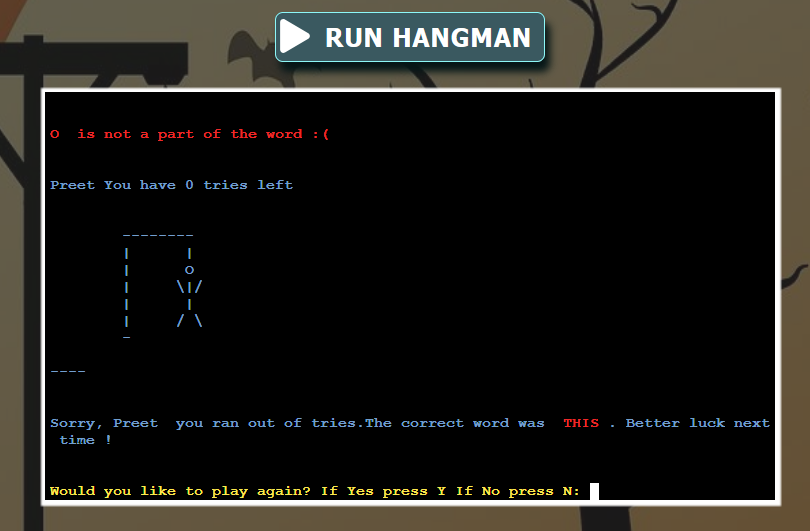 RUN HANGMAN
O  is not a part of the word :(
Preet You have 0 tries left
        --------
        |      |
        |      O
        |     \|/
        |      |
        |     / \
        -
----
Sorry, Preet  you ran out of tries.The correct word was  THIS . Better luck next
 time !
Would you like to play again? If Yes press Y If No press N: